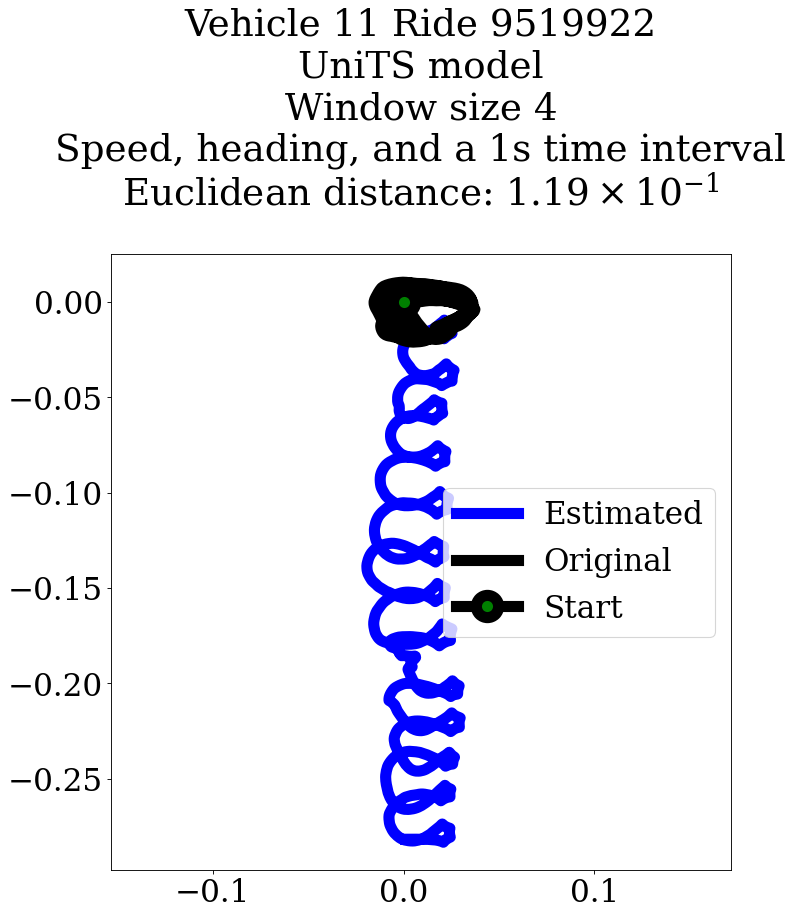 Vehicle 11 Ride 9519922
UniTS model
Window size 4
Speed, heading, and a 1s time interval
Euclidean distance: 1.19 × 10⁻¹
0.00
−0.05
−0.10
−0.15
−0.20
−0.25
Estimated
Original
Start
−0.1
0.0
0.1